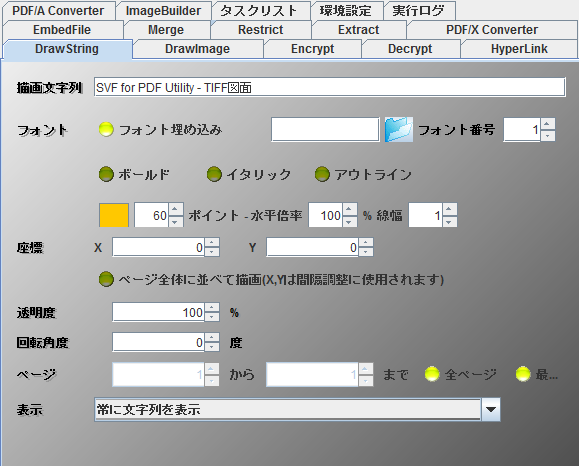 PDF/A Converter ImageBuilder タスクリスト 環境設定 実行ログ
EmbedFile Merge Restrict Extract PDF/X Converter
DrawString DrawImage Encrypt Decrypt HyperLink
描画文字列 SVF for PDF Utility - TIFF図面
フォント フォント埋め込み フォント番号 1
ボールド イタリック アウトライン
60 ポイント - 水平倍率 100 % 線幅 1
座標 X 0 Y 0
ページ全体に並べて描画(X,Yは間隔調整に使用されます)
透明度 100 %
回転角度 0 度
ページ 1 から 1 まで 全ページ 最...
表示 常に文字列を表示